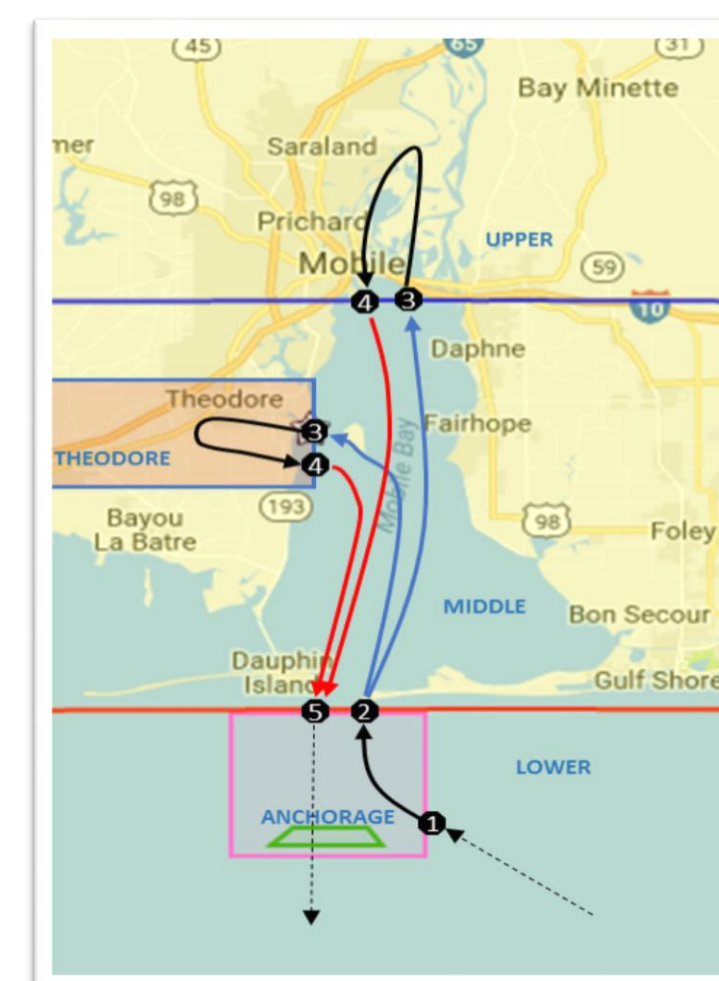 45
65
31
Bay Minette
mer
Saraland
98
Prichard
UPPER
Mobile
59
4
3
10
Daphne
Theodore
Fairhope
3
THEODORE
4
Mobile Bay
193
98
Bayou
La Batre
Foley
MIDDLE
Bon Secour
Dauphin
Island
Gulf Shore
5
2
LOWER
ANCHORAGE
1